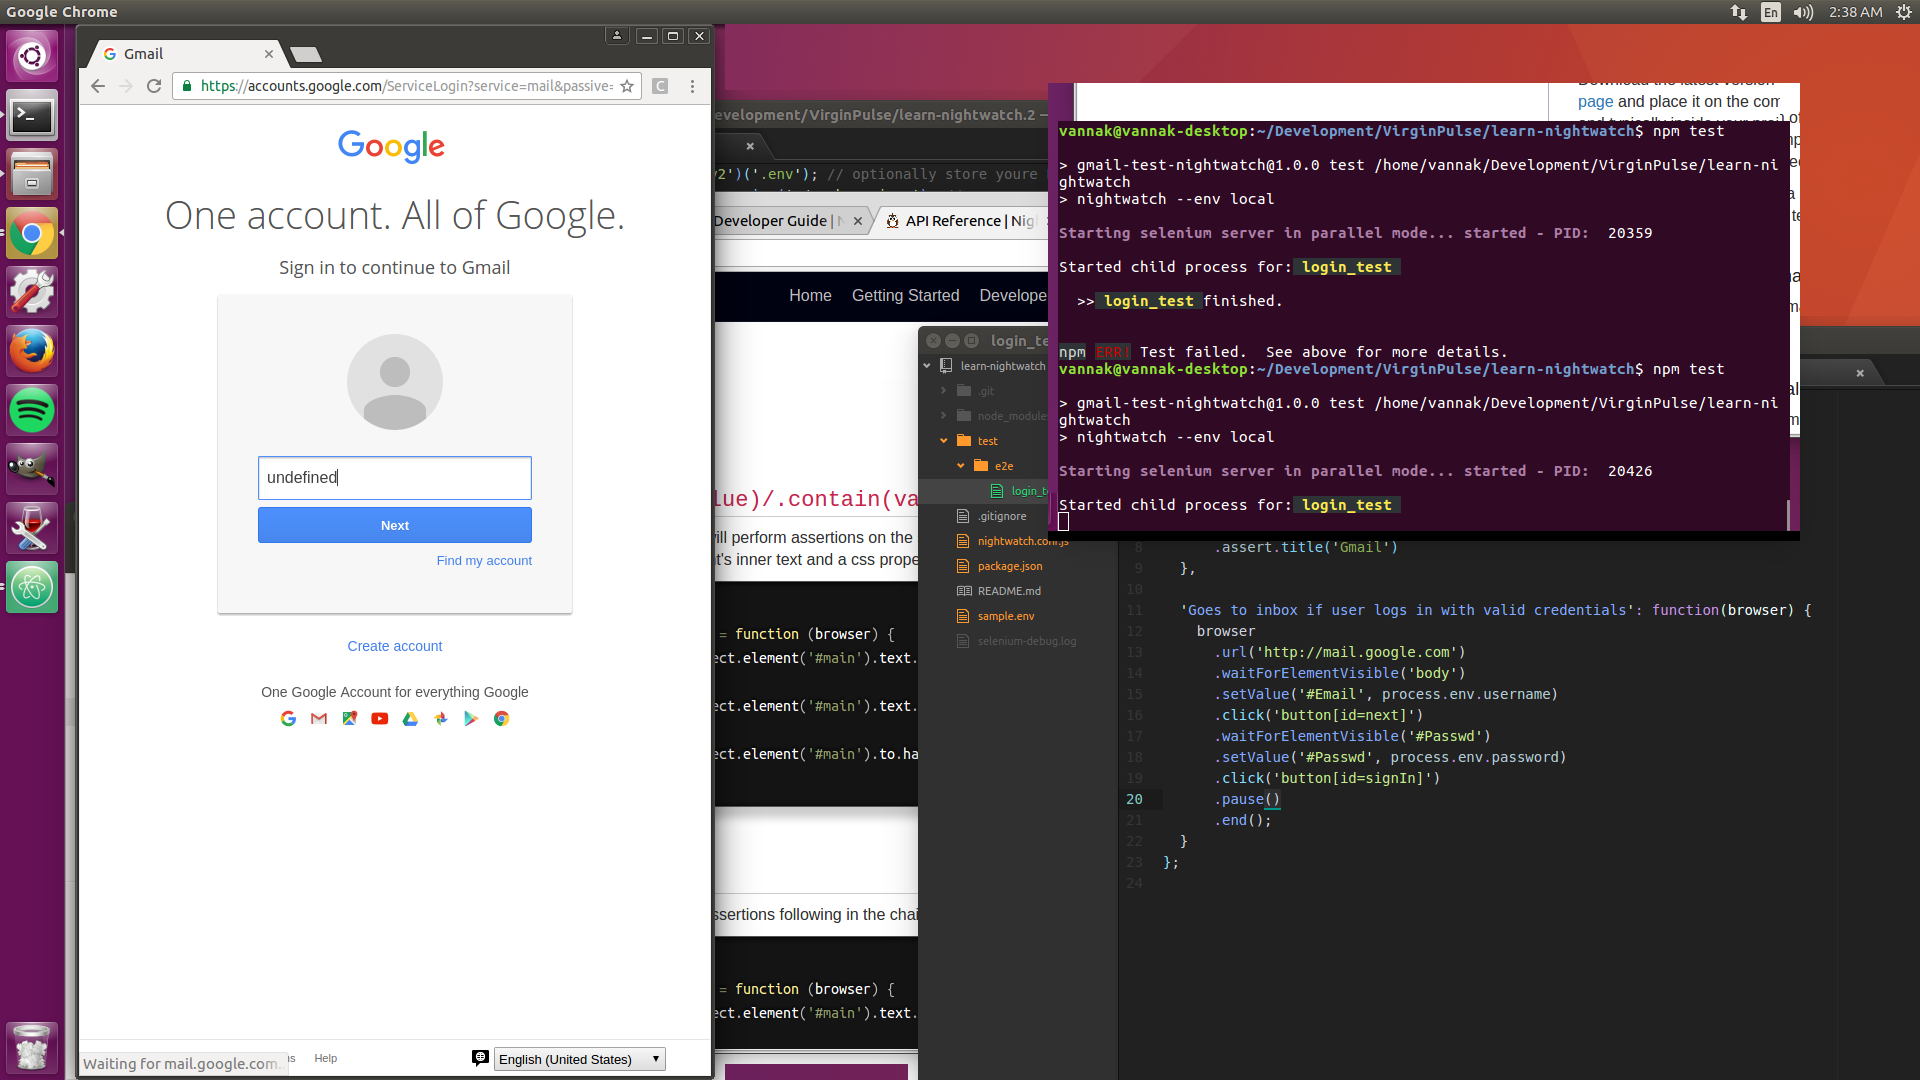 Google Chrome
En
2:38 AM
Gmail
https://accounts.google.com/ServiceLogin?service=mail&passive=
Google
One account. All of Google.
Sign in to continue to Gmail
undefined
Next
Find my account
Create account
One Google Account for everything Google
Waiting for mail.google.com...
Help
English (United States)
evelopment/VirginPulse/learn-nightwatch.2 —
')('.env'); // optionally store youre
Developer Guide |
API Reference | Nig
Home
Getting Started
Develope
lue)/.contain(va
ill perform assertions on the
t's inner text and a css prope
= function (browser) {
ect.element('#main').text.
ect.element('#main').text.
ect.element('#main').to.ha
ssertions following in the chai
= function (browser) {
ect.element('#main').text.
login_te
learn-nightwatch
.git
node_module
test
e2e
login_te
.gitignore
nightwatch.conf.js
package.json
README.md
sample.env
selenium-debug.log
page and place it on the com
vannak@vannak-desktop:~/Development/VirginPulse/learn-nightwatch$ npm test
> gmail-test-nightwatch@1.0.0 test /home/vannak/Development/VirginPulse/learn-ni
ghtwatch
> nightwatch --env local
Starting selenium server in parallel mode... started - PID: 20359
Started child process for: login_test
>> login_test finished.
npm ERR! Test failed. See above for more details.
vannak@vannak-desktop:~/Development/VirginPulse/learn-nightwatch$ npm test
> gmail-test-nightwatch@1.0.0 test /home/vannak/Development/VirginPulse/learn-ni
ghtwatch
> nightwatch --env local
Starting selenium server in parallel mode... started - PID: 20426
Started child process for: login_test
8 .assert.title('Gmail')
9 },
10
11 'Goes to inbox if user logs in with valid credentials': function(browser) {
12 browser
13 .url('http://mail.google.com')
14 .waitForElementVisible('body')
15 .setValue('#Email', process.env.username)
16 .click('button[id=next]')
17 .waitForElementVisible('#Passwd')
18 .setValue('#Passwd', process.env.password)
19 .click('button[id=signIn]')
20 .pause()
21 .end();
22 }
23 };
24